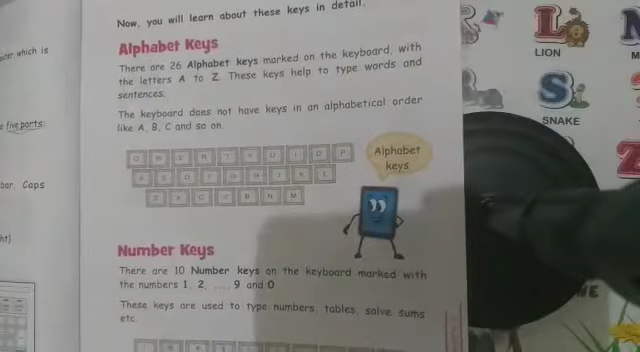 Now, you will learn about these keys in detail.
Alphabet Keys
There are 26 Alphabet keys marked on the keyboard, with
the letters A to Z. These keys help to type words and
sentences.
The keyboard does not have keys in an alphabetical order
like A, B, C and so on.
Q W E R T Y U I O P
A S D F G H J K L
Z X C V B N M
Alphabet
keys
Number Keys
There are 10 Number keys on the keyboard marked with
the numbers 1, 2, ...., 9 and 0
These keys are used to type numbers, tables, solve sums
etc.
which is
five parts:
bar, Caps
L
LION
S
SNAKE